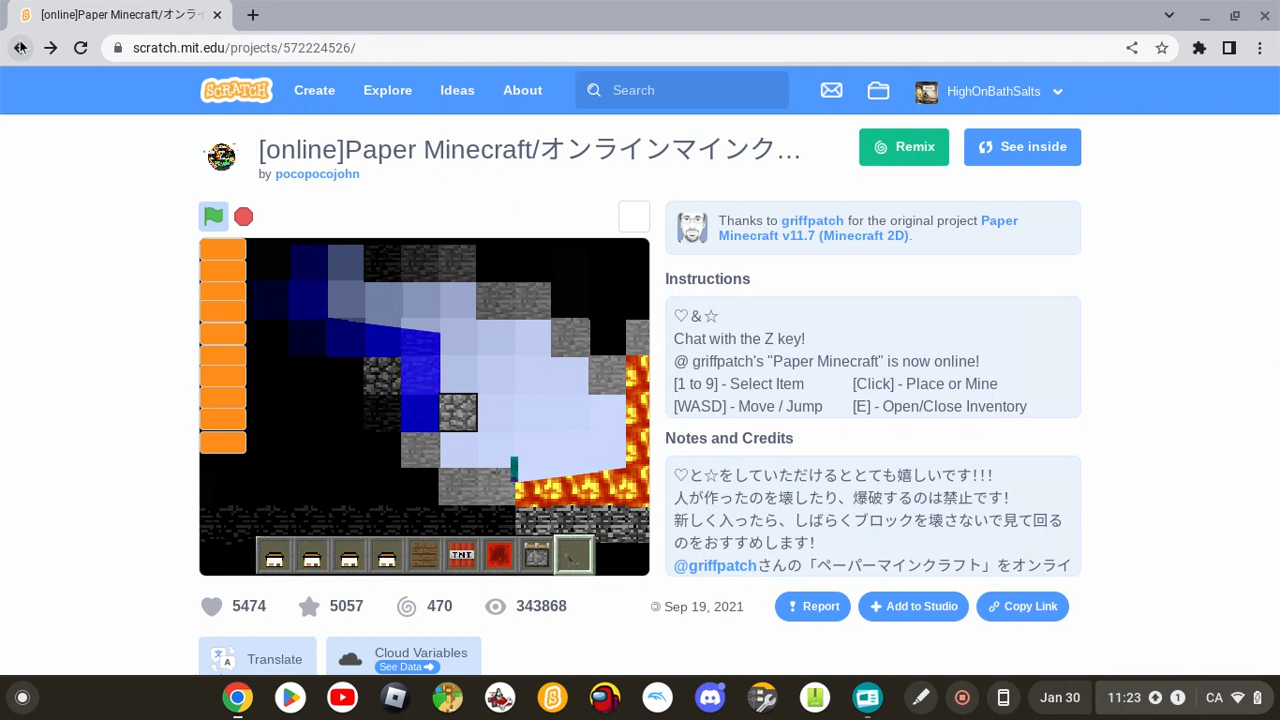 [online]Paper Minecraft/オンライ
scratch.mit.edu/projects/572224526/
SCRATCH
Create
Explore
Ideas
About
Search
HighOnBathSalts
[online]Paper Minecraft/オンラインマインク...
by pocopocojohn
Remix
See inside
Thanks to griffpatch for the original project Paper
Minecraft v11.7 (Minecraft 2D).
Instructions
♡＆☆
Chat with the Z key!
@ griffpatch's "Paper Minecraft" is now online!
[1 to 9] - Select Item [Click] - Place or Mine
[WASD] - Move / Jump [E] - Open/Close Inventory
Notes and Credits
♡と☆をしていただけるととても嬉しいです!!!
人が作ったのを壊したり、爆破するのは禁止です!
新しく入ったら、しばらくブロックを壊さないで見て回る
のをおすすめします!
@griffpatchさんの「ペーパーマインクラフト」をオンライ
TNT
5474
5057
470
343868
© Sep 19, 2021
Report
Add to Studio
Copy Link
Translate
Cloud Variables
See Data
Jan 30
11:23
1
CA